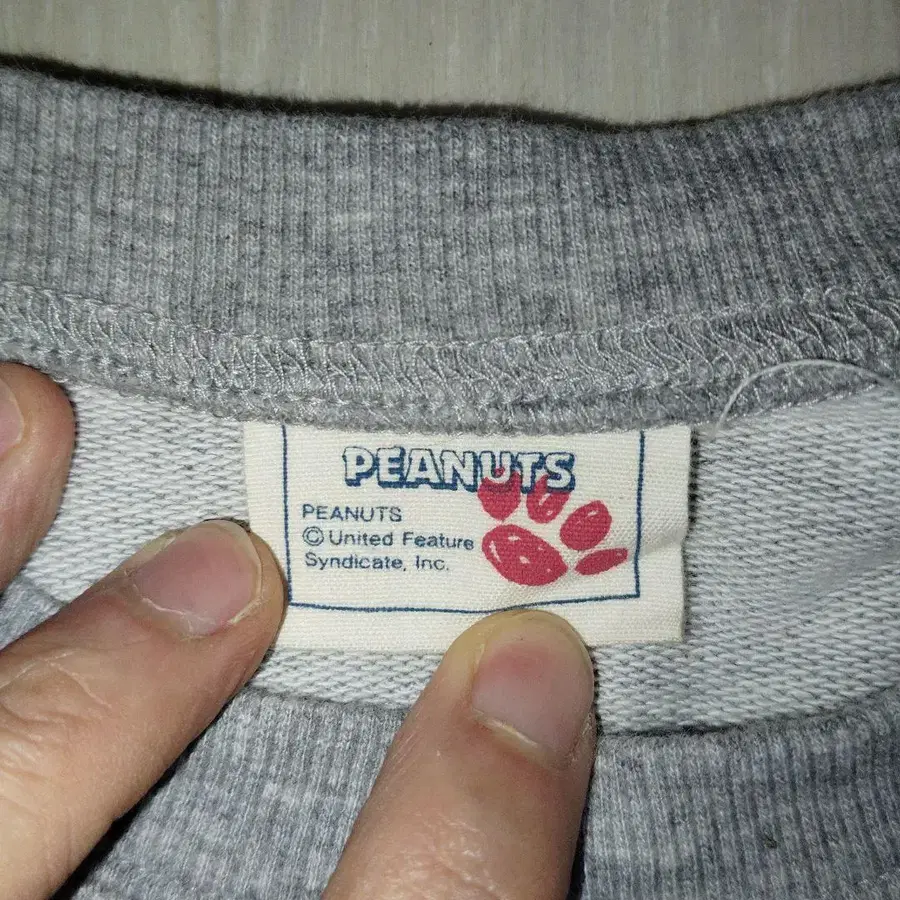 PEANUTS
PEANUTS
© United Feature
Syndicate, Inc.